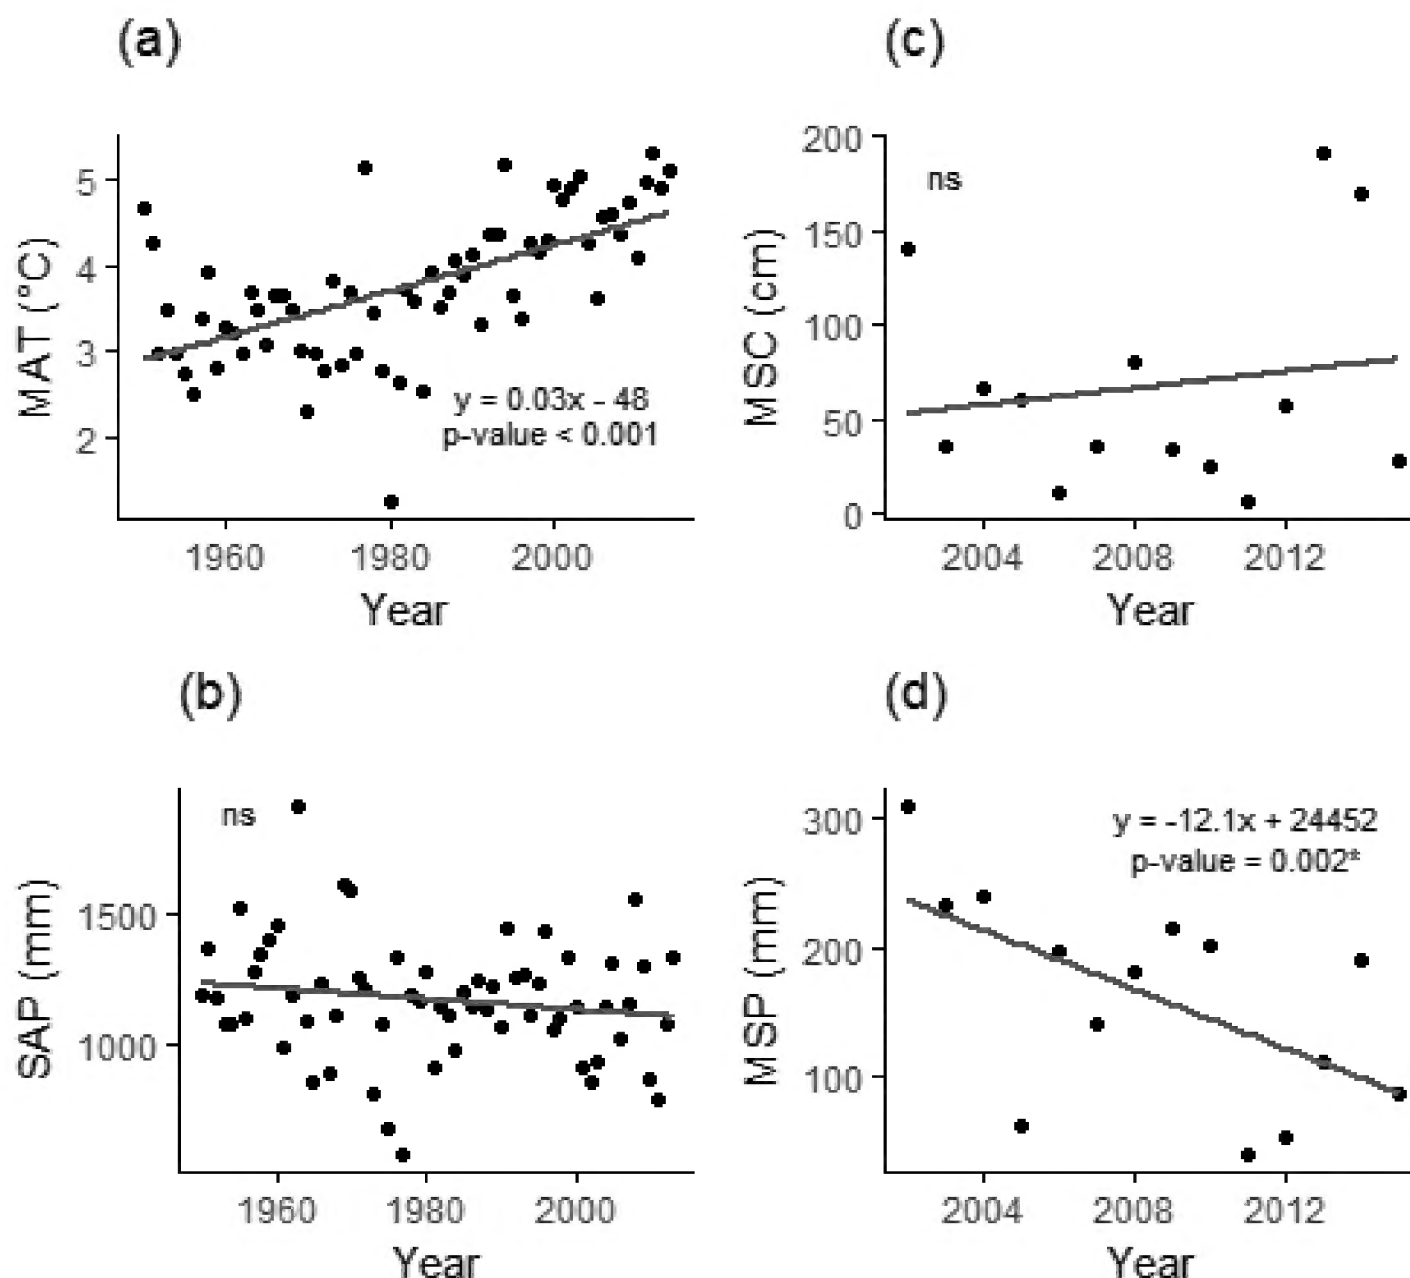 (a)
MAT (°C)
5
4
3
2
y = 0.03x - 48
p-value < 0.001
1960 1980 2000
Year
(c)
MSC (cm)
200
150
100
50
0
ns
2004 2008 2012
Year
(b)
SAP (mm)
1500
1000
ns
1960 1980 2000
Year
(d)
MSP (mm)
300
200
100
y = -12.1x + 24452
p-value = 0.002*
2004 2008 2012
Year